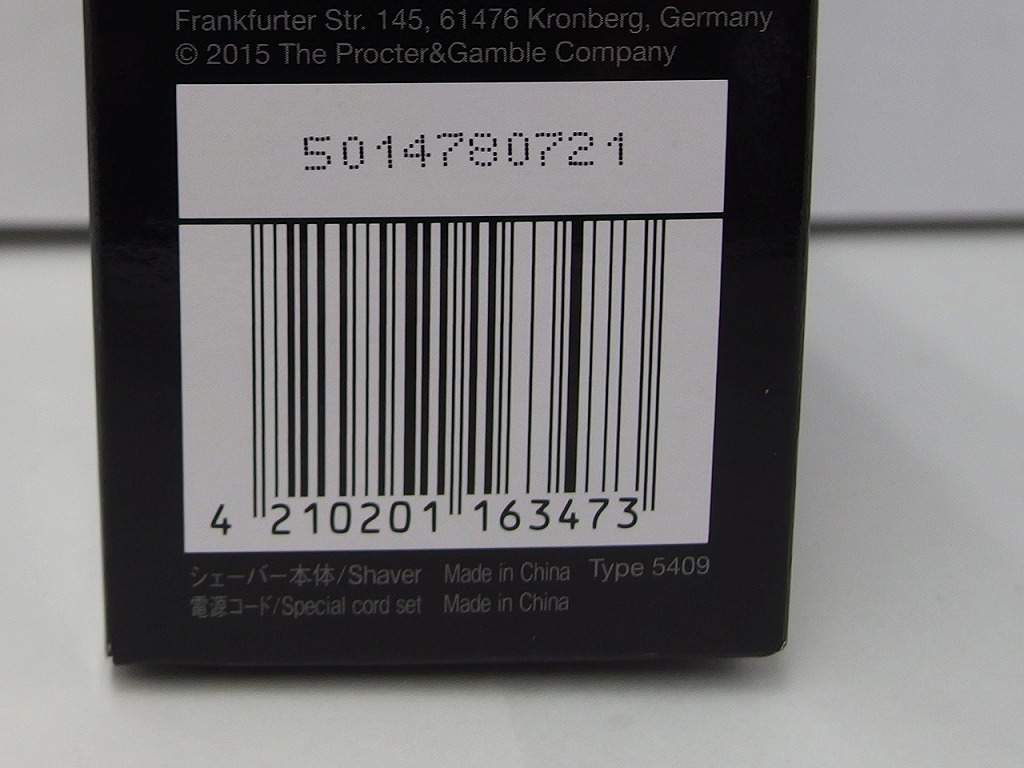 Frankfurter Str. 145, 61476 Kronberg, Germany
© 2015 The Procter&Gamble Company
5014780721
4 210201 163473
シェーバー本体/Shaver Made in China Type 5409
電源コード/Special cord set Made in China